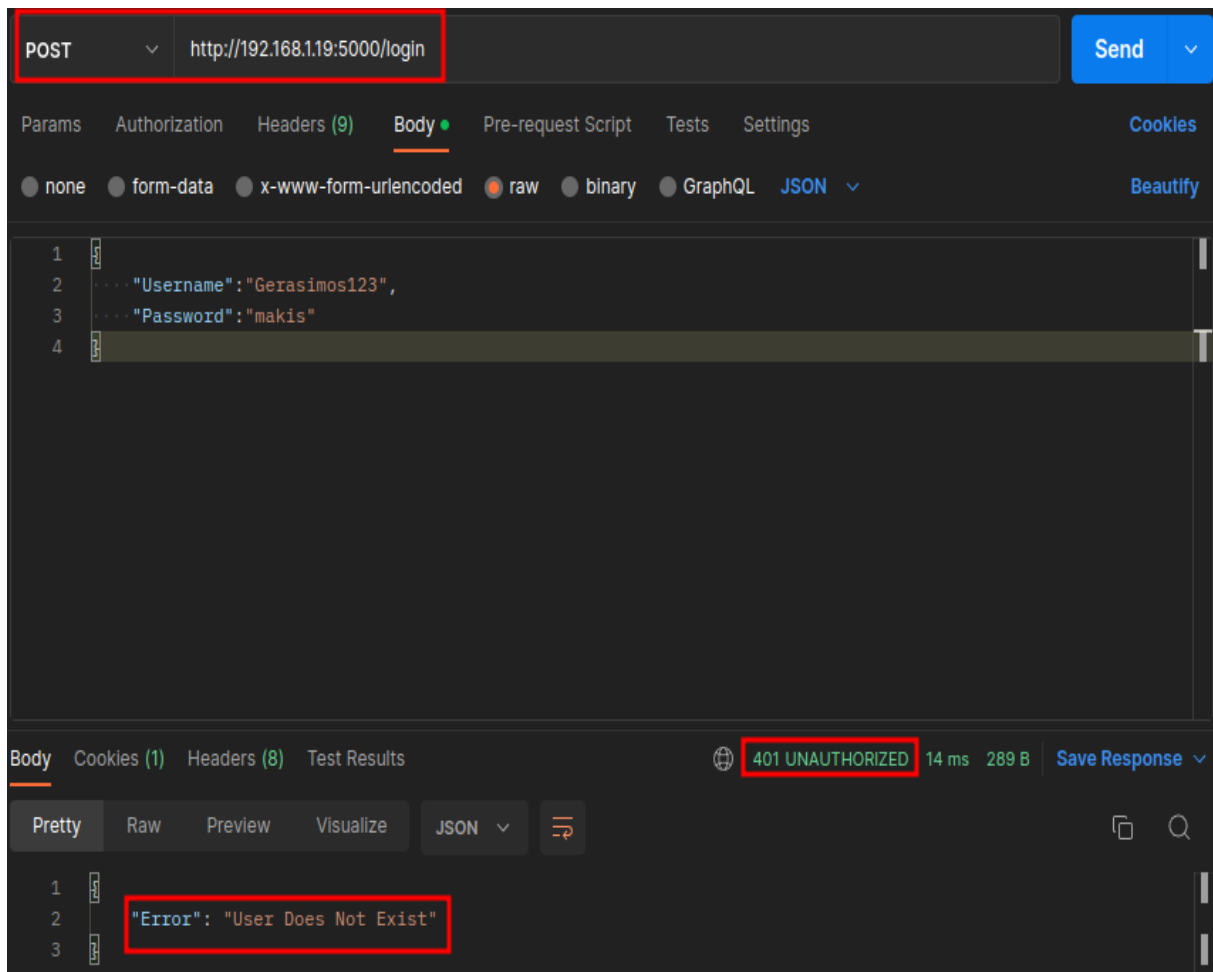 POST http://192.168.1.19:5000/login Send
Params Authorization Headers (9) Body Pre-request Script Tests Settings Cookies
none form-data x-www-form-urlencoded raw binary GraphQL JSON Beautify
1 {
2 ····"Username":"Gerasimos123",
3 ····"Password":"makis"
4 }
Body Cookies (1) Headers (8) Test Results 401 UNAUTHORIZED 14 ms 289 B Save Response
Pretty Raw Preview Visualize JSON
1 {
2 "Error": "User Does Not Exist"
3 }